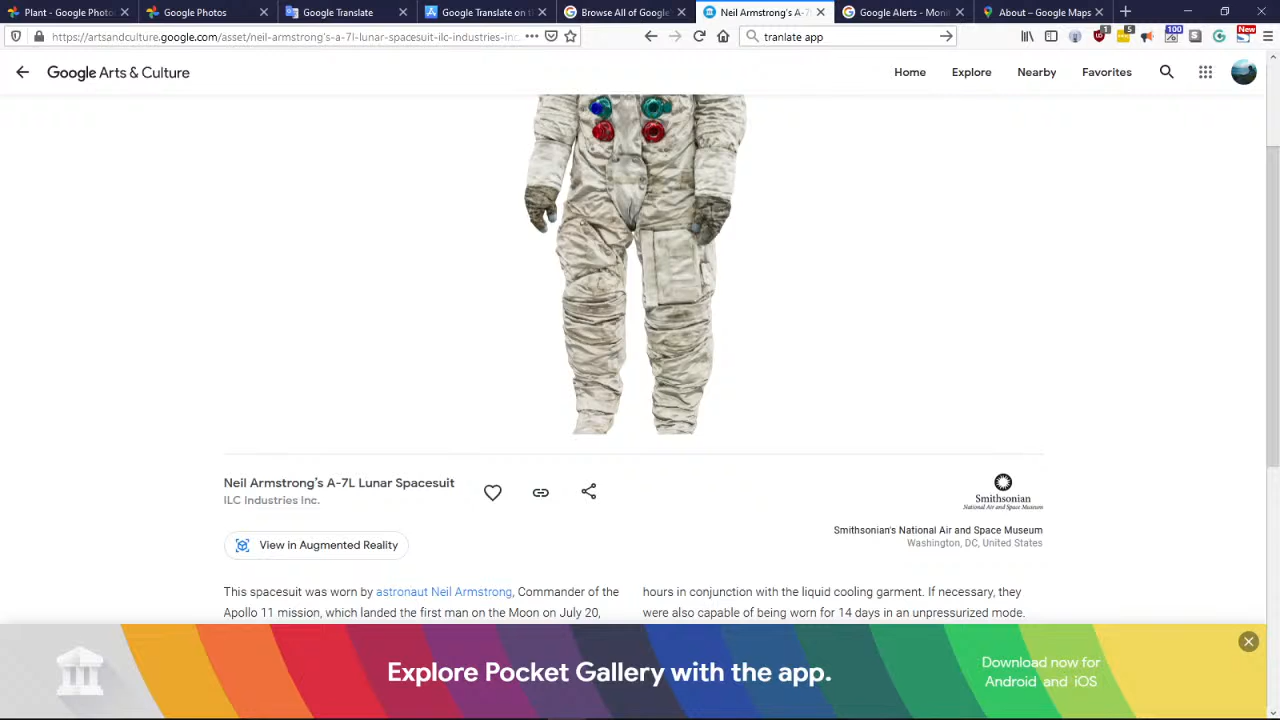 Plant - Google Photo
Google Photos
Google Translate
Google Translate on t
Browse All of Google
Neil Armstrong's A-7
Google Alerts - Moni
About – Google Maps
https://artsandculture.google.com/asset/neil-armstrong's-a-7l-lunar-spacesuit-ilc-industries-inc
tranlate app
5
100
New
Google Arts & Culture
Home
Explore
Nearby
Favorites
Neil Armstrong's A-7L Lunar Spacesuit
ILC Industries Inc.
Smithsonian
National Air and Space Museum
Smithsonian's National Air and Space Museum
Washington, DC, United States
View in Augmented Reality
This spacesuit was worn by astronaut Neil Armstrong, Commander of the
Apollo 11 mission, which landed the first man on the Moon on July 20,
hours in conjunction with the liquid cooling garment. If necessary, they
were also capable of being worn for 14 days in an unpressurized mode.
Explore Pocket Gallery with the app.
Download now for
Android and iOS